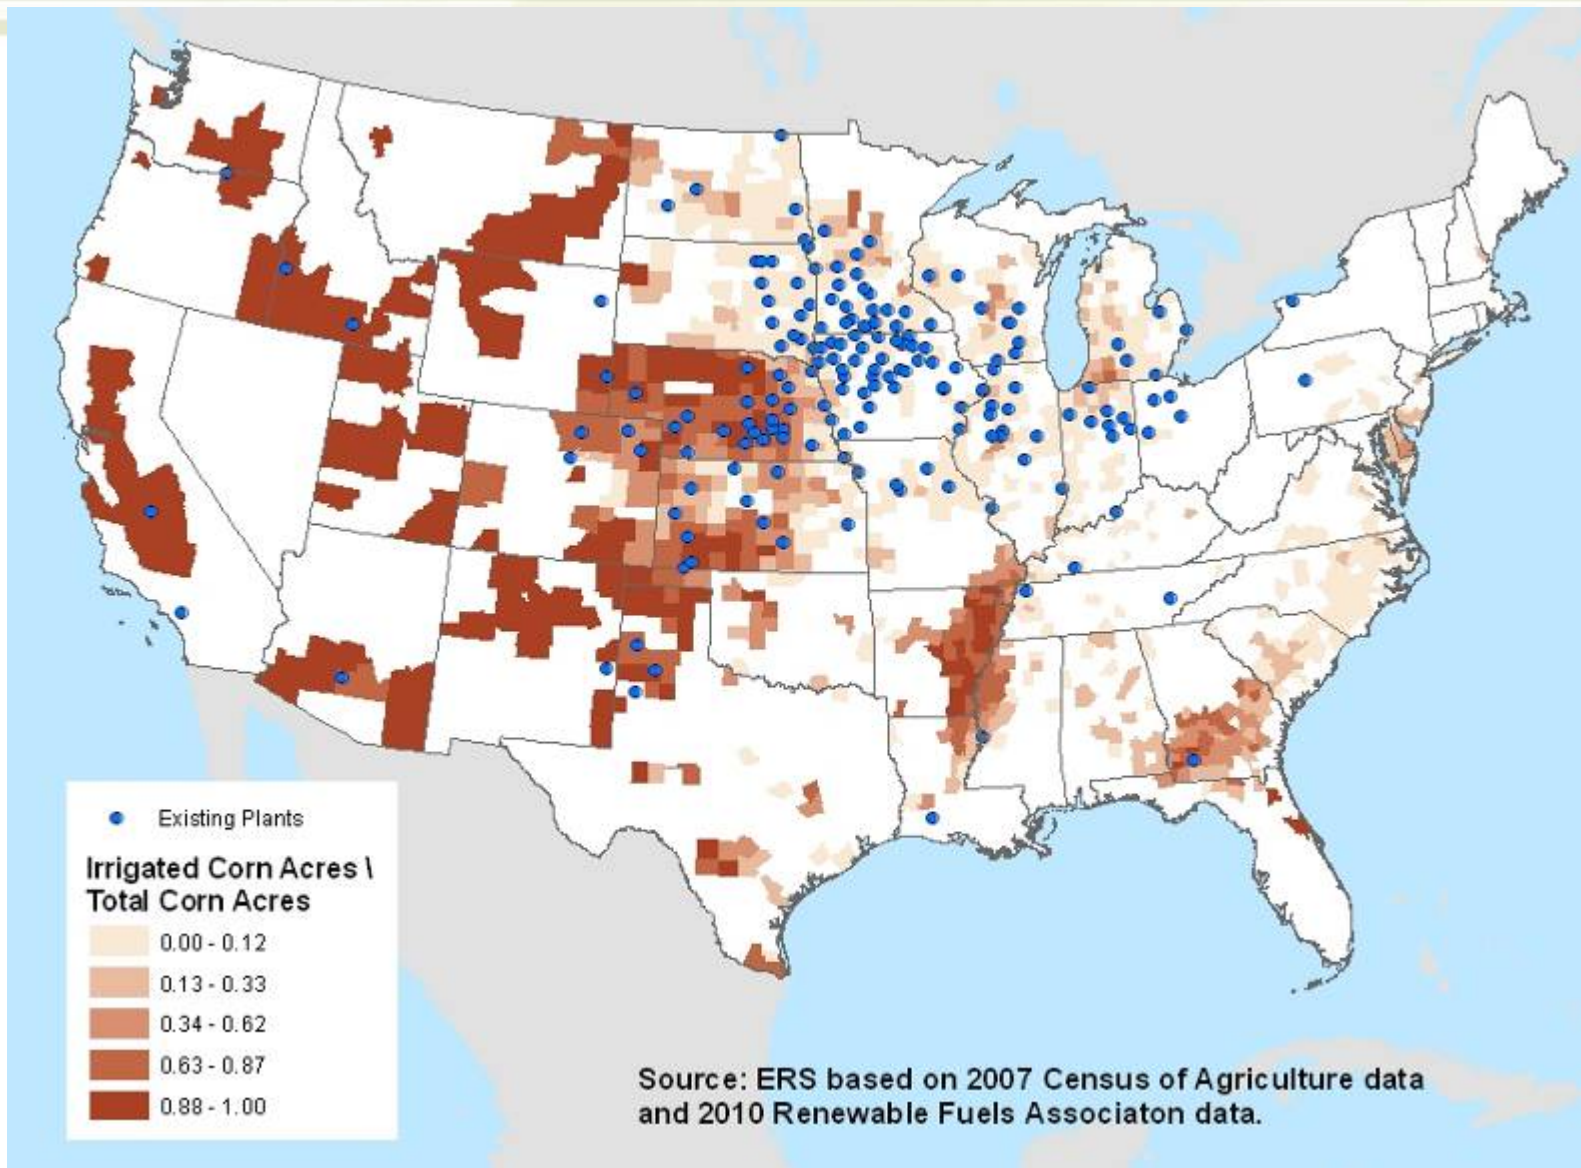 Existing Plants
Irrigated Corn Acres \
Total Corn Acres
0.00 - 0.12
0.13 - 0.33
0.34 - 0.62
0.63 - 0.87
0.88 - 1.00
Source: ERS based on 2007 Census of Agriculture data
and 2010 Renewable Fuels Associaton data.